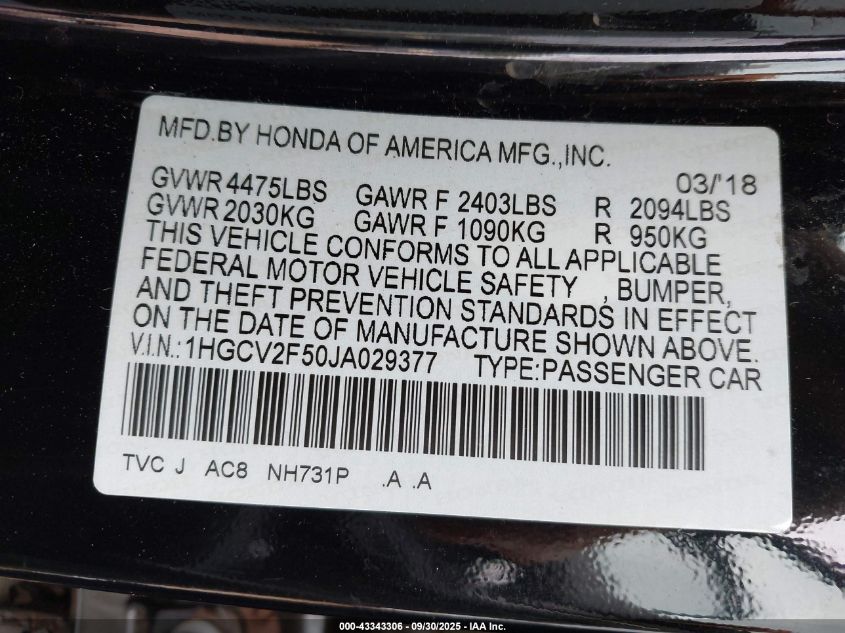 MFD.BY HONDA OF AMERICA MFG.,INC.
03/'18
GVWR 4475LBS GAWR F 2403LBS R 2094LBS
GVWR 2030KG GAWR F 1090KG R 950KG
THIS VEHICLE CONFORMS TO ALL APPLICABLE
FEDERAL MOTOR VEHICLE SAFETY , BUMPER,
AND THEFT PREVENTION STANDARDS IN EFFECT
ON THE DATE OF MANUFACTURE SHOWN ABOVE.
V.I.N.:1HGCV2F50JA029377 TYPE:PASSENGER CAR
TVC J AC8 NH731P .A .A
000-43343306 - 09/30/2025 - IAA Inc.